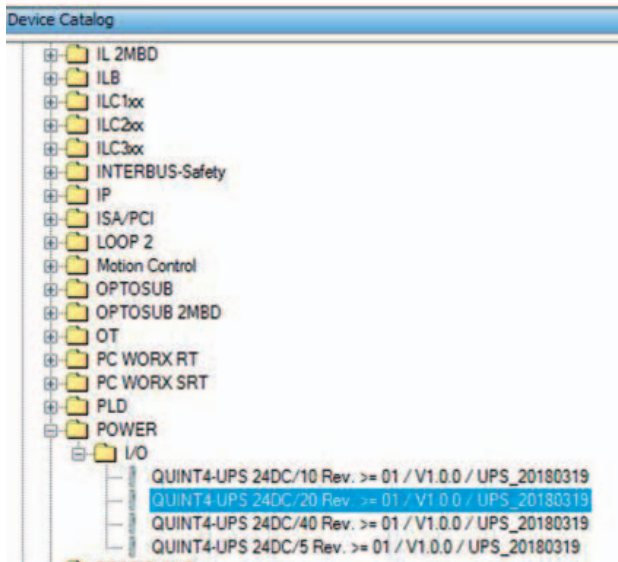 Device Catalog
IL 2MBD
ILB
ILC1xx
ILC2xx
ILC3xx
INTERBUS-Safety
IP
ISA/PCI
LOOP 2
Motion Control
OPTOSUB
OPTOSUB 2MBD
OT
PC WORX RT
PC WORX SRT
PLD
POWER
I/O
QUINT4-UPS 24DC/10 Rev. >= 01 / V1.0.0 / UPS_20180319
QUINT4-UPS 24DC/20 Rev. >= 01 / V1.0.0 / UPS_20180319
QUINT4-UPS 24DC/40 Rev. >= 01 / V1.0.0 / UPS_20180319
QUINT4-UPS 24DC/5 Rev. >= 01 / V1.0.0 / UPS_20180319